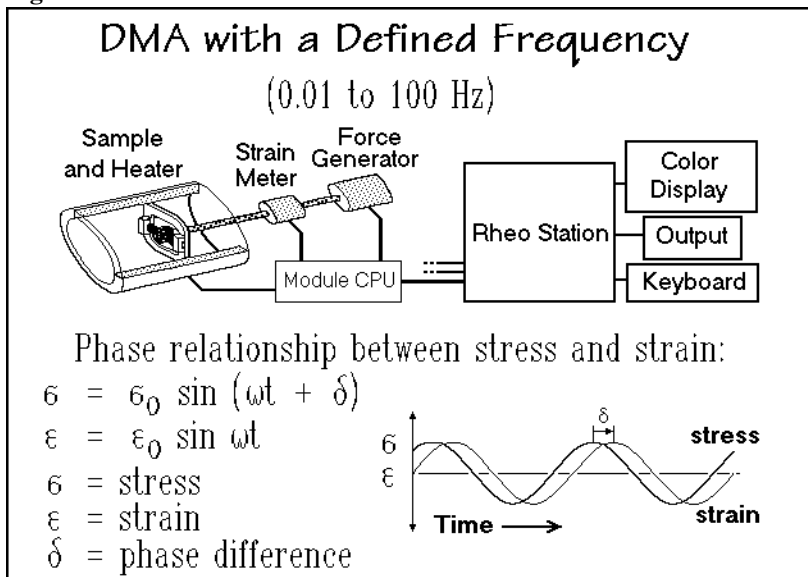 DMA with a Defined Frequency
(0.01 to 100 Hz)
Sample
and Heater
Strain
Meter
Force
Generator
Module CPU
Rheo Station
Color
Display
Output
Keyboard
Phase relationship between stress and strain:
σ = σ₀ sin (ωt + δ)
ε = ε₀ sin ωt
σ = stress
ε = strain
δ = phase difference
δ
σ
ε
stress
strain
Time